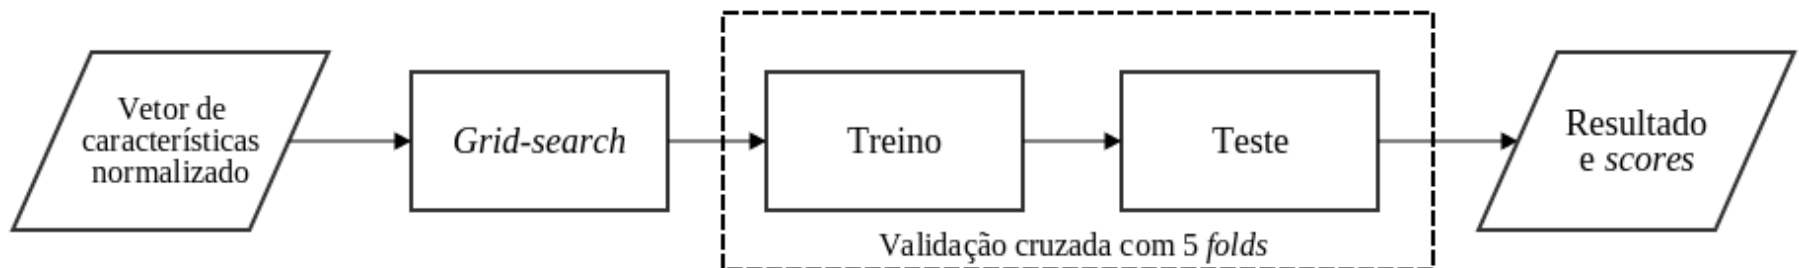 Vetor de
características
normalizado
Grid-search
Treino
Teste
Resultado
e scores
Validação cruzada com 5 folds